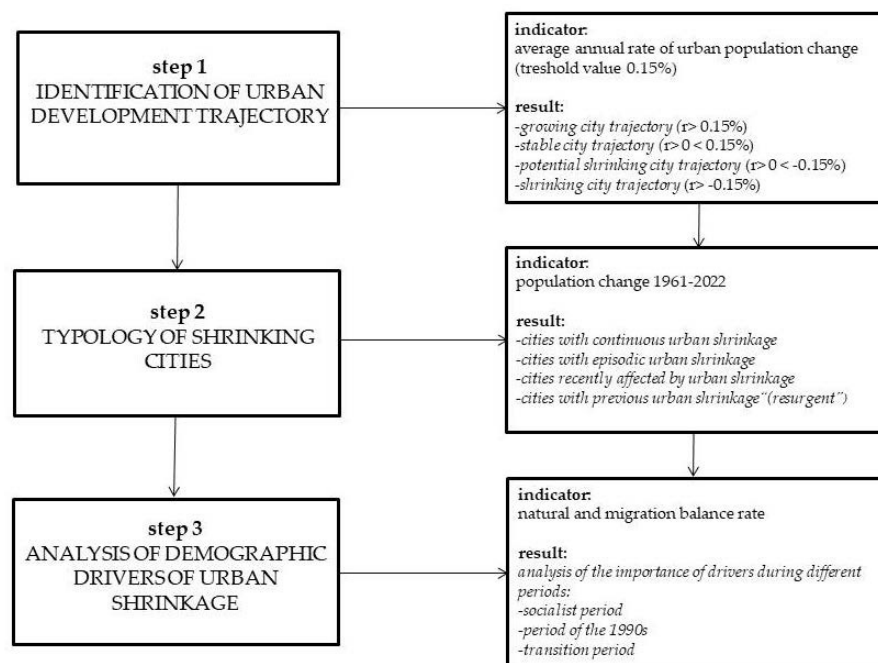 step 1
IDENTIFICATION OF URBAN
DEVELOPMENT TRAJECTORY
indicator:
average annual rate of urban population change
(treshold value 0.15%)
result:
-growing city trajectory (r> 0.15%)
-stable city trajectory (r> 0 < 0.15%)
-potential shrinking city trajectory (r> 0 < -0.15%)
-shrinking city trajectory (r> -0.15%)
step 2
TYPOLOGY OF SHRINKING
CITIES
indicator:
population change 1961-2022
result:
-cities with continuous urban shrinkage
-cities with episodic urban shrinkage
-cities recently affected by urban shrinkage
-cities with previous urban shrinkage“(resurgent”)
step 3
ANALYSIS OF DEMOGRAPHIC
DRIVERS OF URBAN
SHRINKAGE
indicator:
natural and migration balance rate
result:
analysis of the importance of drivers during different
periods:
-socialist period
-period of the 1990s
-transition period